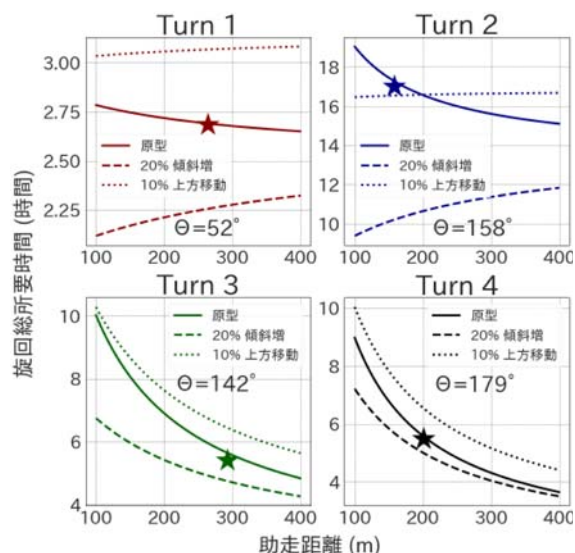 Turn 1
3.00
2.75
2.50
2.25
原型
20% 傾斜増
10% 上方移動
Θ=52°
100 200 300 400
Turn 2
18
16
14
12
10
原型
20% 傾斜増
10% 上方移動
Θ=158°
100 200 300 400
Turn 3
10
8
6
4
原型
20% 傾斜増
10% 上方移動
Θ=142°
100 200 300 400
Turn 4
10
8
6
4
原型
20% 傾斜増
10% 上方移動
Θ=179°
100 200 300 400
旋回総所要時間 (時間)
助走距離 (m)